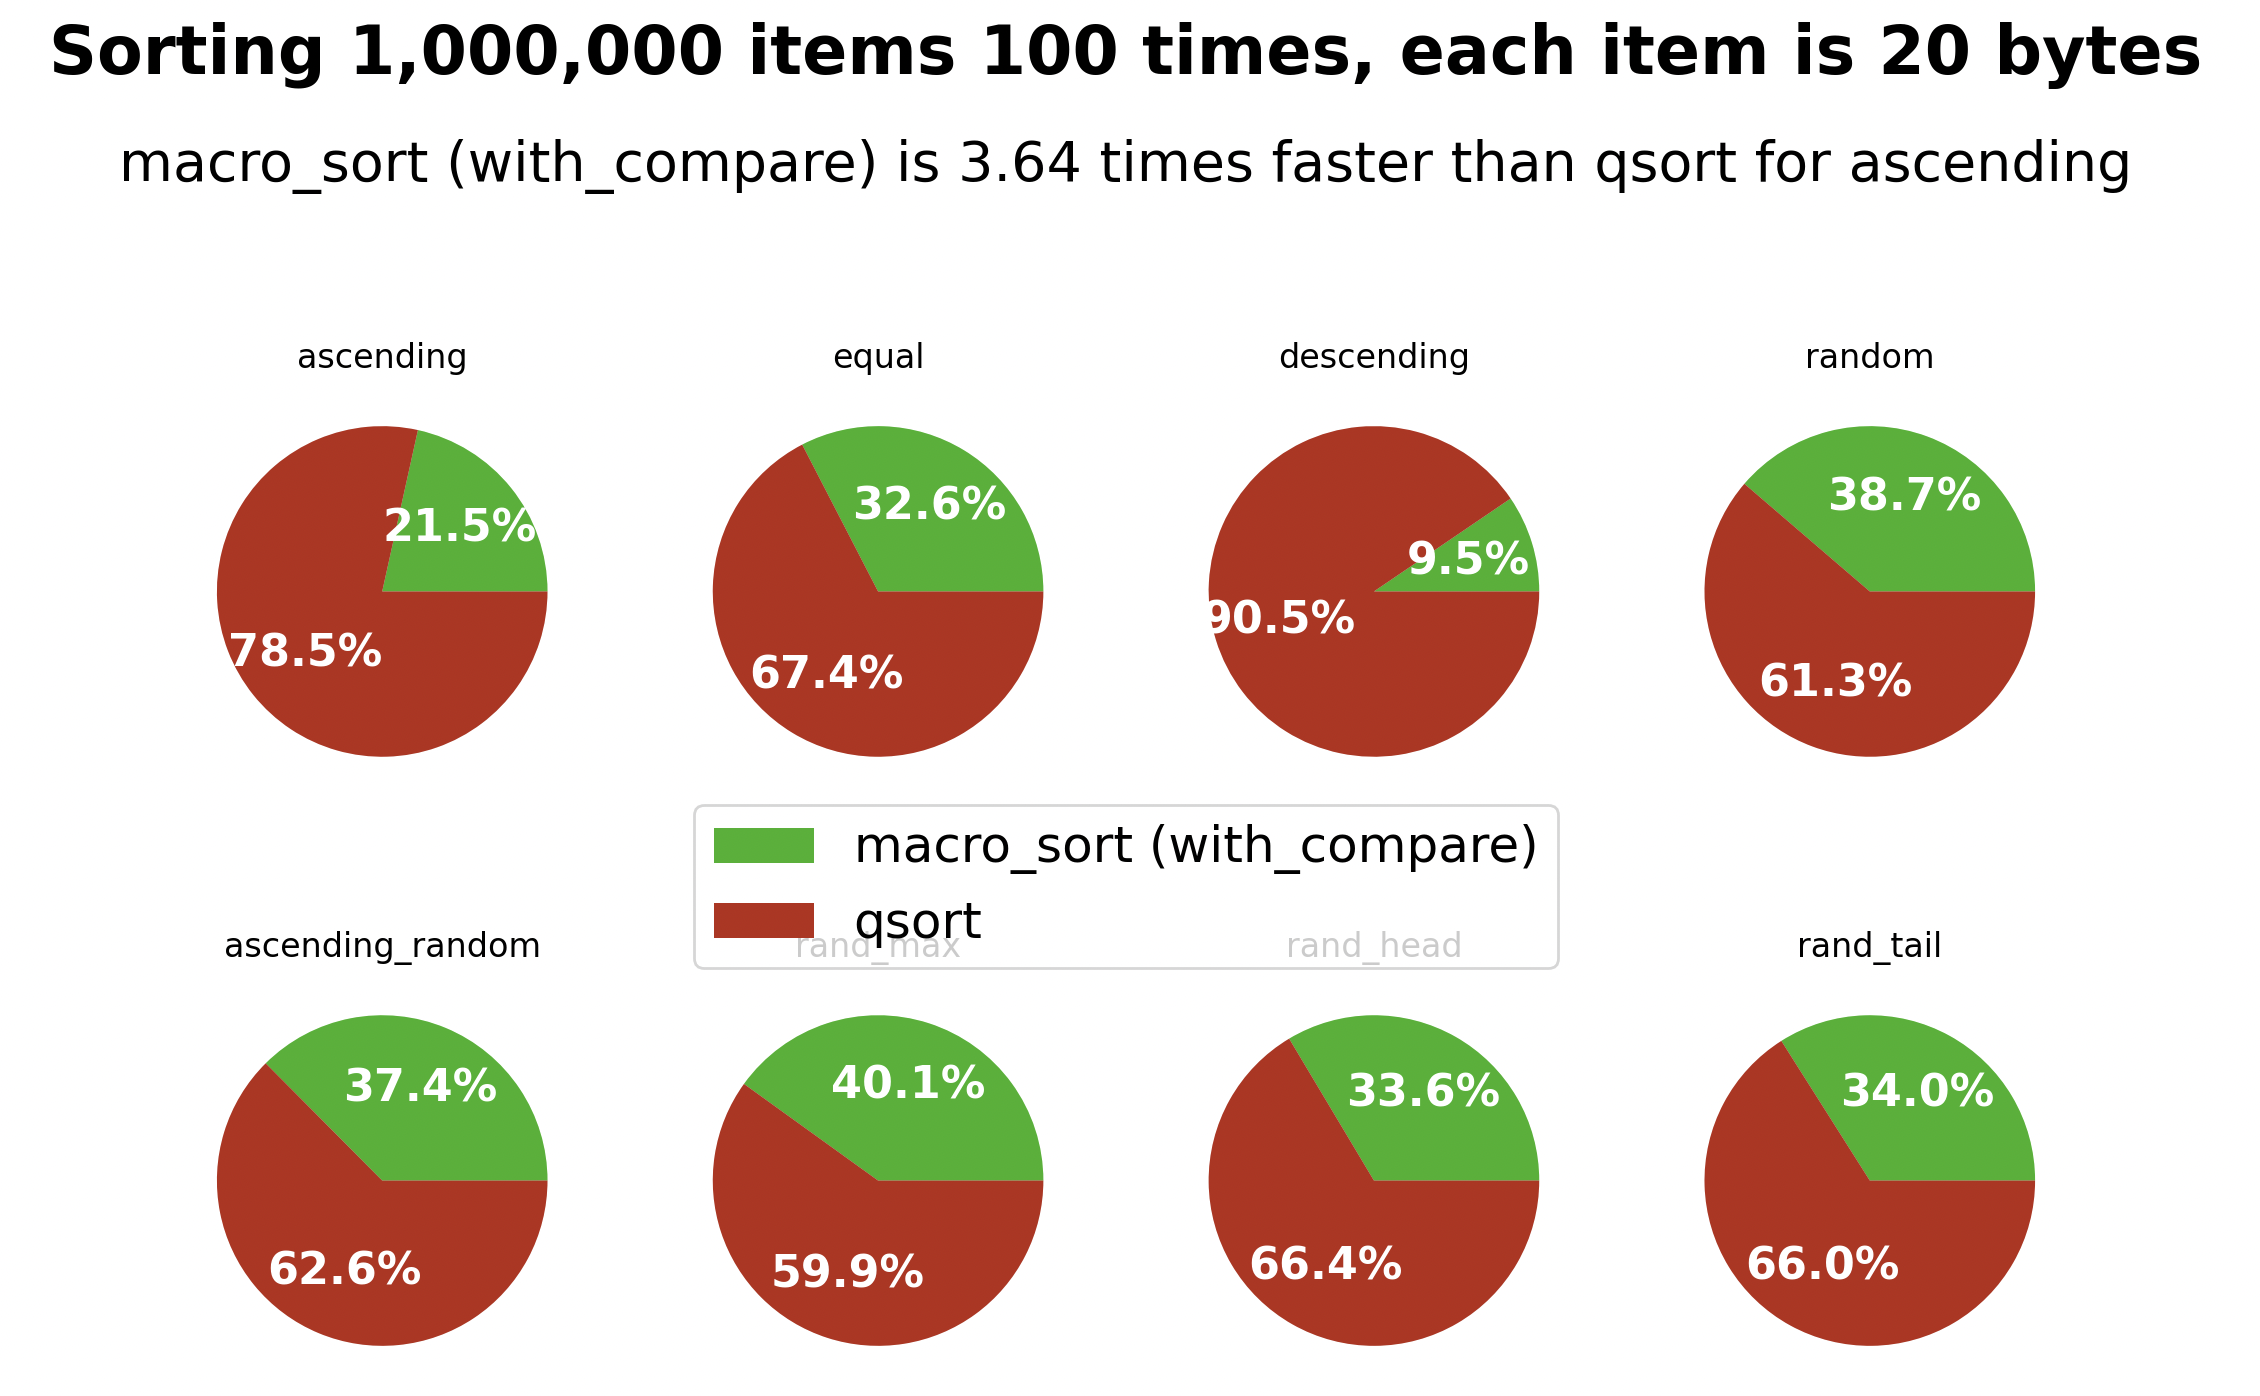 Sorting 1,000,000 items 100 times, each item is 20 bytes
macro_sort (with_compare) is 3.64 times faster than qsort for ascending
ascending
equal
descending
random
21.5%
78.5%
32.6%
67.4%
9.5%
90.5%
38.7%
61.3%
macro_sort (with_compare)
qsort
ascending_random
rand_max
rand_head
rand_tail
37.4%
62.6%
40.1%
59.9%
33.6%
66.4%
34.0%
66.0%